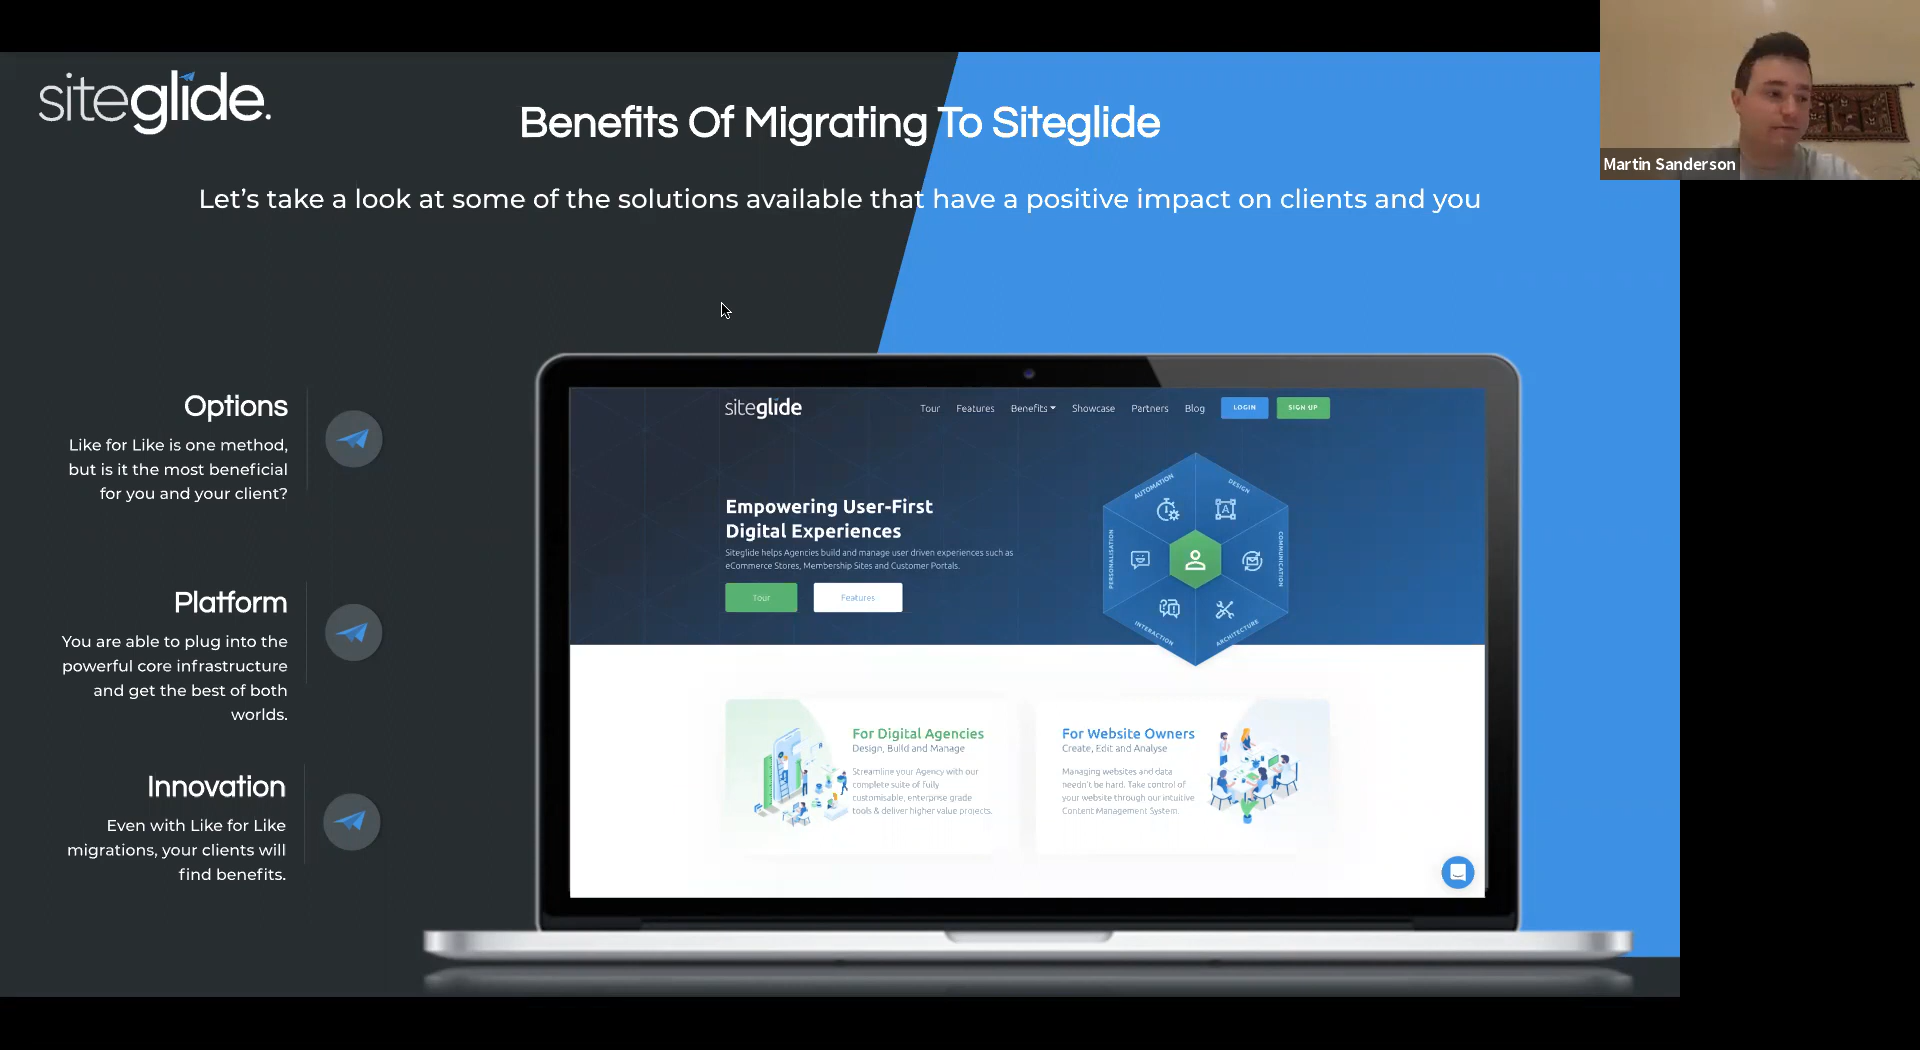 siteglide.
Benefits Of Migrating To Siteglide
Let’s take a look at some of the solutions available that have a positive impact on clients and you
Martin Sanderson
Options
Like for Like is one method,
but is it the most beneficial
for you and your client?
Platform
You are able to plug into the
powerful core infrastructure
and get the best of both
worlds.
Innovation
Even with Like for Like
migrations, your clients will
find benefits.
siteglide
Tour Features Benefits Showcase Partners Blog LOGIN SIGN UP
Empowering User-First
Digital Experiences
Siteglide helps Agencies build and manage user driven experiences such as
eCommerce Stores, Membership Sites and Customer Portals.
Tour Features
AUTOMATION
DESIGN
PERSONALISATION
COMMUNICATION
INTERACTION
ARCHITECTURE
For Digital Agencies
Design, Build and Manage
Streamline your Agency with our
complete suite of fully
customisable, enterprise grade
tools & deliver higher value projects.
For Website Owners
Create, Edit and Analyse
Managing websites and data
needn't be hard. Take control of
your website through our intuitive
Content Management System.